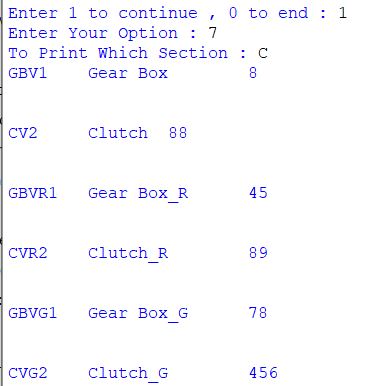 Enter 1 to continue , 0 to end : 1
Enter Your Option : 7
To Print Which Section : C
GBV1 Gear Box 8
CV2 Clutch 88
GBVR1 Gear Box_R 45
CVR2 Clutch_R 89
GBVG1 Gear Box_G 78
CVG2 Clutch_G 456